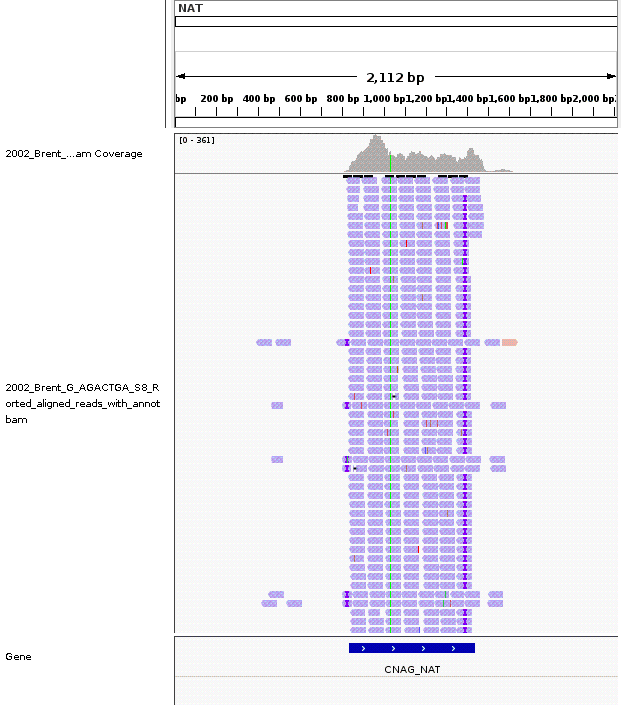 NAT
2,112 bp
bp 200 bp 400 bp 600 bp 800 bp 1,000 bp 1,200 bp 1,400 bp 1,600 bp 1,800 bp 2,000 bp
[0 - 361]
2002_Brent_...am Coverage
2002_Brent_G_AGACTGA_S8_R
orted_aligned_reads_with_annot
bam
Gene
CNAG_NAT